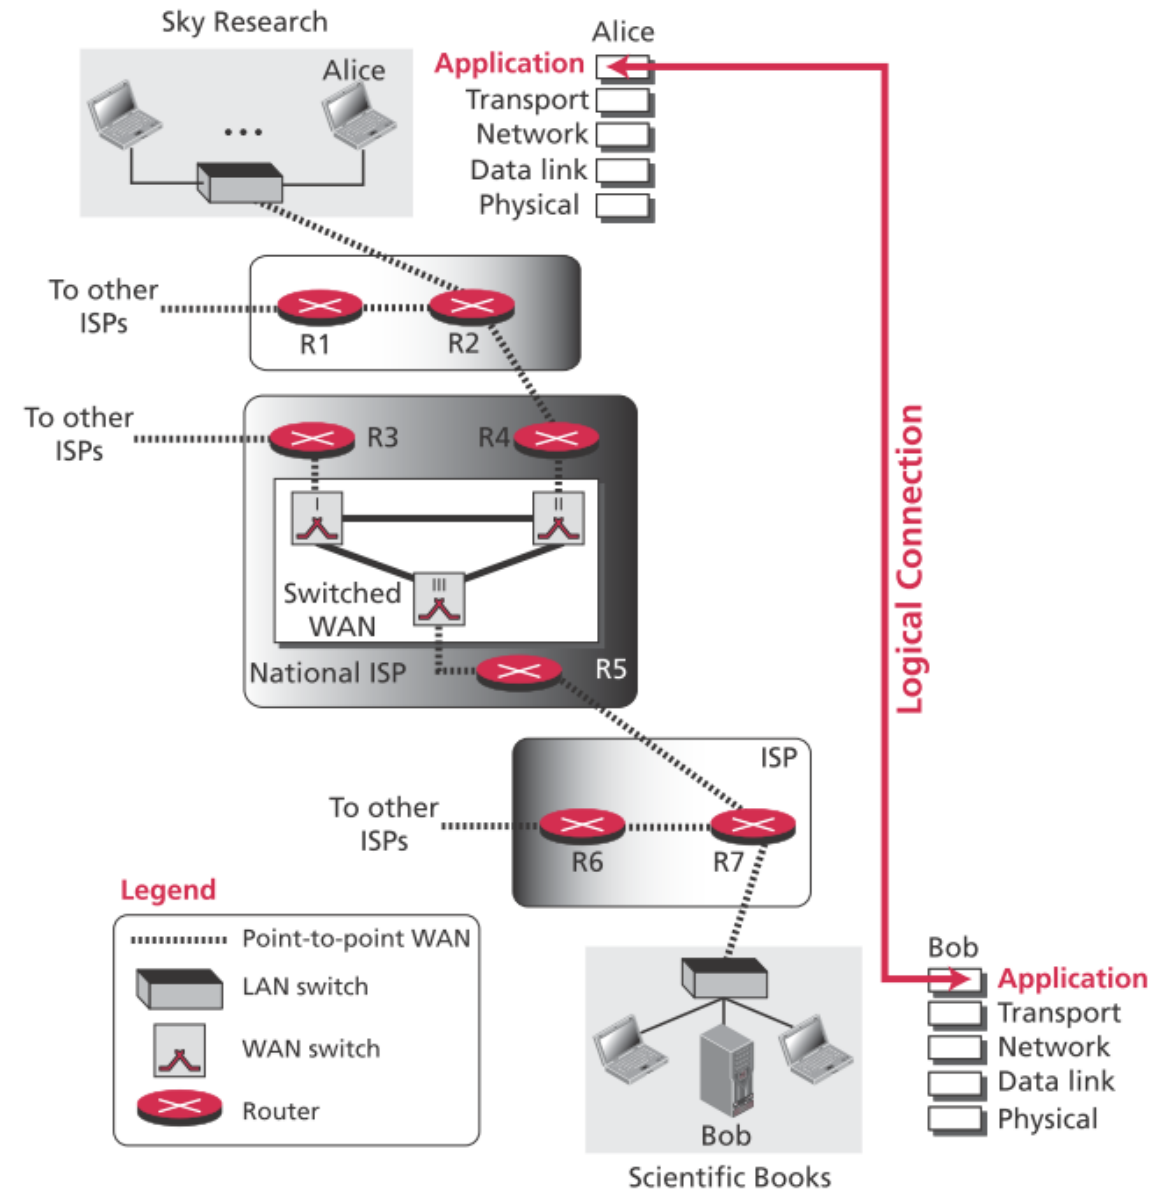 Sky Research
Alice
...
Alice
Application
Transport
Network
Data link
Physical
To other
ISPs
R1
R2
To other
ISPs
R3
R4
I
II
III
Switched
WAN
National ISP
R5
Logical Connection
ISP
To other
ISPs
R6
R7
Legend
Point-to-point WAN
LAN switch
WAN switch
Router
Bob
Scientific Books
Bob
Application
Transport
Network
Data link
Physical